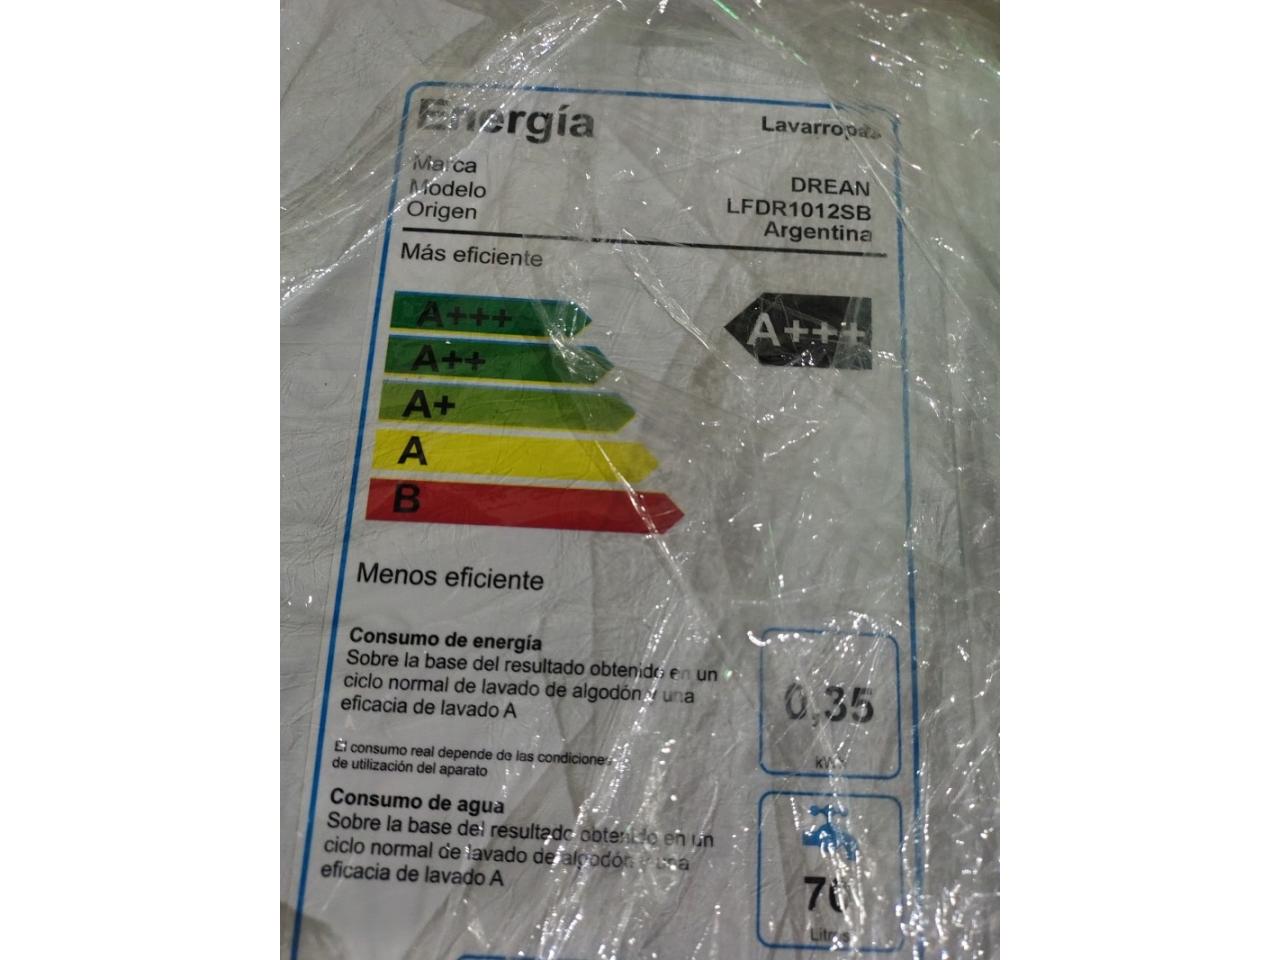 Energía
Lavarropas
Marca
DREAN
Modelo
LFDR1012SB
Origen
Argentina
Más eficiente
A+++
A+++
A++
A+
A
B
Menos eficiente
Consumo de energía
Sobre la base del resultado obtenido en un
ciclo normal de lavado de algodón y una
eficacia de lavado A
0,35
kWh
El consumo real depende de las condiciones
de utilización del aparato
Consumo de agua
Sobre la base del resultado obtenido en un
ciclo normal de lavado de algodón y una
eficacia de lavado A
Litros